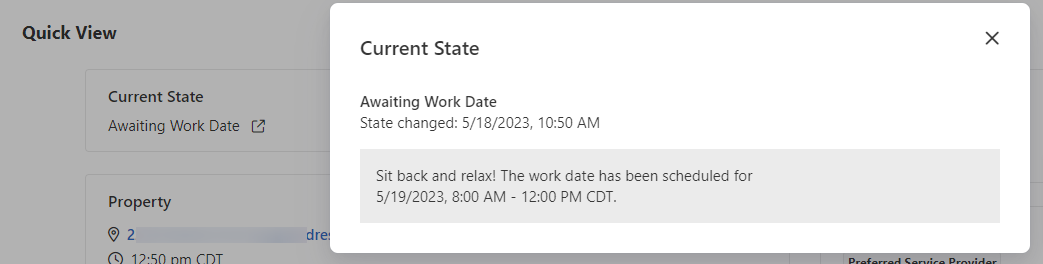 Quick View
Current State
Awaiting Work Date
Property
2
12:50 pm CDT
Current State
Awaiting Work Date
State changed: 5/18/2023, 10:50 AM
Sit back and relax! The work date has been scheduled for
5/19/2023, 8:00 AM - 12:00 PM CDT.
Preferred Service Provider